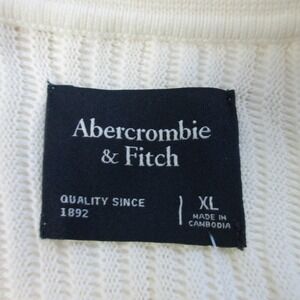 Abercrombie
& Fitch
QUALITY SINCE
1892
XL
MADE IN
CAMBODIA